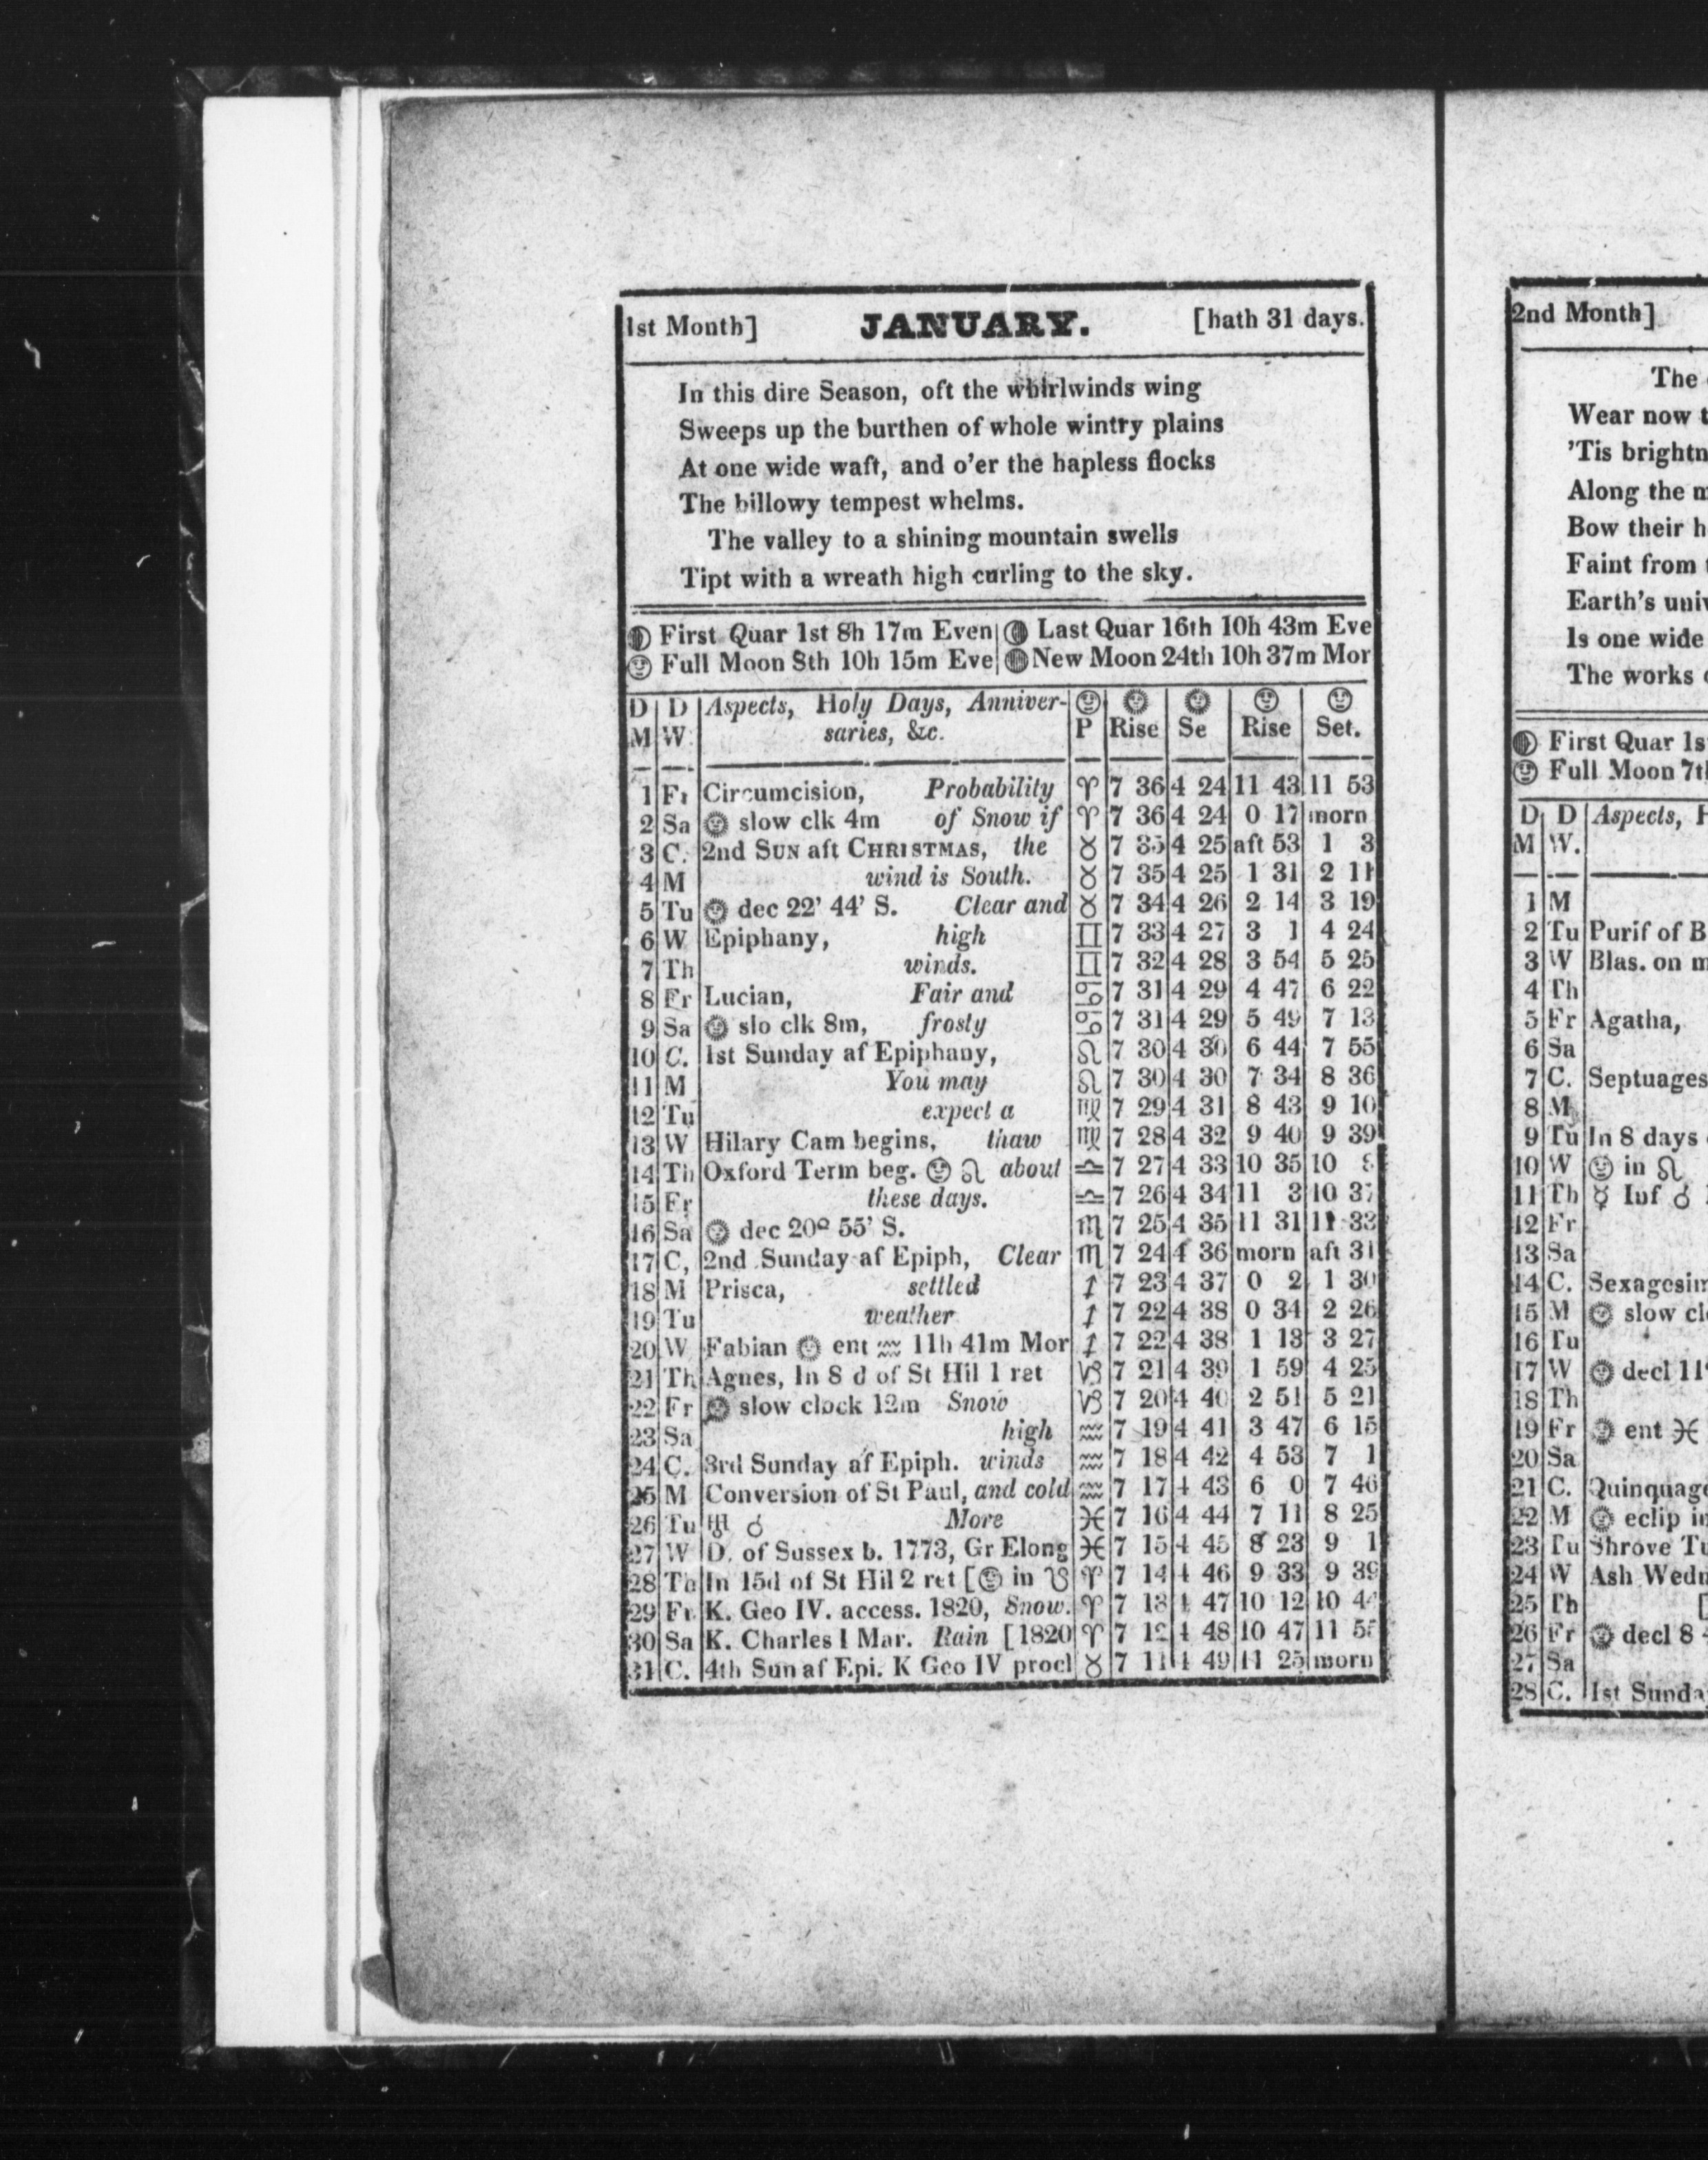 1st Month] JANUARY. [hath 31 days.
In this dire Season, oft the whirlwinds wing
Sweeps up the burthen of whole wintry plains
At one wide waft, and o'er the hapless flocks
The billowy tempest whelms.
The valley to a shining mountain swells
Tipt with a wreath high curling to the sky.
First Quar 1st 8h 17m Even Last Quar 16th 10h 43m Eve
Full Moon 8th 10h 15m Eve New Moon 24th 10h 37m Mor
D D Aspects, Holy Days, Anniver- Rise Se Rise Set.
M W saries, &c. P
1 Fr Circumcision, Probability ♈ 7 36 4 24 11 43 11 53
2 Sa ☉ slow clk 4m of Snow if ♈ 7 36 4 24 0 17 morn
3 C. 2nd SUN aft CHRISTMAS, the ♉ 7 35 4 25 aft 53 1 3
4 M wind is South. ♉ 7 35 4 25 1 31 2 11
5 Tu ☉ dec 22' 44' S. Clear and ♉ 7 34 4 26 2 14 3 19
6 W Epiphany, high ♊ 7 33 4 27 3 1 4 24
7 Th winds. ♊ 7 32 4 28 3 54 5 25
8 Fr Lucian, Fair and ♋ 7 31 4 29 4 47 6 22
9 Sa ☉ slo clk 8m, frosty ♋ 7 31 4 29 5 49 7 13
10 C. 1st Sunday af Epiphany, ♌ 7 30 4 30 6 44 7 55
11 M You may ♌ 7 30 4 30 7 34 8 36
12 Tu expect a ♍ 7 29 4 31 8 43 9 10
13 W Hilary Cam begins, thaw ♍ 7 28 4 32 9 40 9 39
14 Th Oxford Term beg. ☽ ☊ about ♎ 7 27 4 33 10 35 10
15 Fr these days. ♎ 7 26 4 34 11 3 10 37
16 Sa ☉ dec 20º 55' S. ♏ 7 25 4 35 11 31 11 33
17 C, 2nd Sunday af Epiph, Clear ♏ 7 24 4 36 morn aft 31
18 M Prisca, settled ♐ 7 23 4 37 0 2 1 30
19 Tu weather ♐ 7 22 4 38 0 34 2 26
20 W Fabian ☉ ent ♒ 11h 41m Mor ♐ 7 22 4 38 1 13 3 27
21 Th Agnes, In 8 d of St Hil 1 ret ♑ 7 21 4 39 1 59 4 25
22 Fr ☉ slow clock 12m Snow ♑ 7 20 4 40 2 51 5 21
23 Sa high ♒ 7 19 4 41 3 47 6 15
24 C. 3rd Sunday af Epiph. winds ♒ 7 18 4 42 4 53 7 1
25 M Conversion of St Paul, and cold ♒ 7 17 4 43 6 0 7 46
26 Tu ♅ ☌ More ♓ 7 16 4 44 7 11 8 25
27 W D. of Sussex b. 1773, Gr Elong ♓ 7 15 4 45 8 23 9 1
28 Th In 15d of St Hil 2 ret [☽ in ☋ ♈ 7 14 4 46 9 33 9 39
29 Fr K. Geo IV. access. 1820, Snow. ♈ 7 13 4 47 10 12 10
30 Sa K. Charles I Mar. Rain [1820 ♈ 7 12 4 48 10 47 11
31 C. 4th Sun af Epi. K Geo IV procl ♉ 7 11 4 49 11 25 morn
2nd Month]
The
Wear now
'Tis
Along the
Bow their
Faint from
Earth's
Is one wide
The works
First Quar
Full Moon
D D Aspects,
M W.
1 M
2 Tu Purif of B
3 W Blas. on
4 Th
5 Fr Agatha,
6 Sa
7 C.
8 M
9 Tu In 8 days
10 W ☽ in ☊
11 Th ☿ Inf ☌
12 Fr
13 Sa
14 C.
15 M ☉ slow
16 Tu
17 W ☉ decl
18 Th
19 Fr ☉ ent ♓
20 Sa
21 C.
22 M ☉ eclip
23 Tu Shrove
24 W Ash
25 Th [
26 Fr ☉ decl 8
27 Sa
28 C. 1st